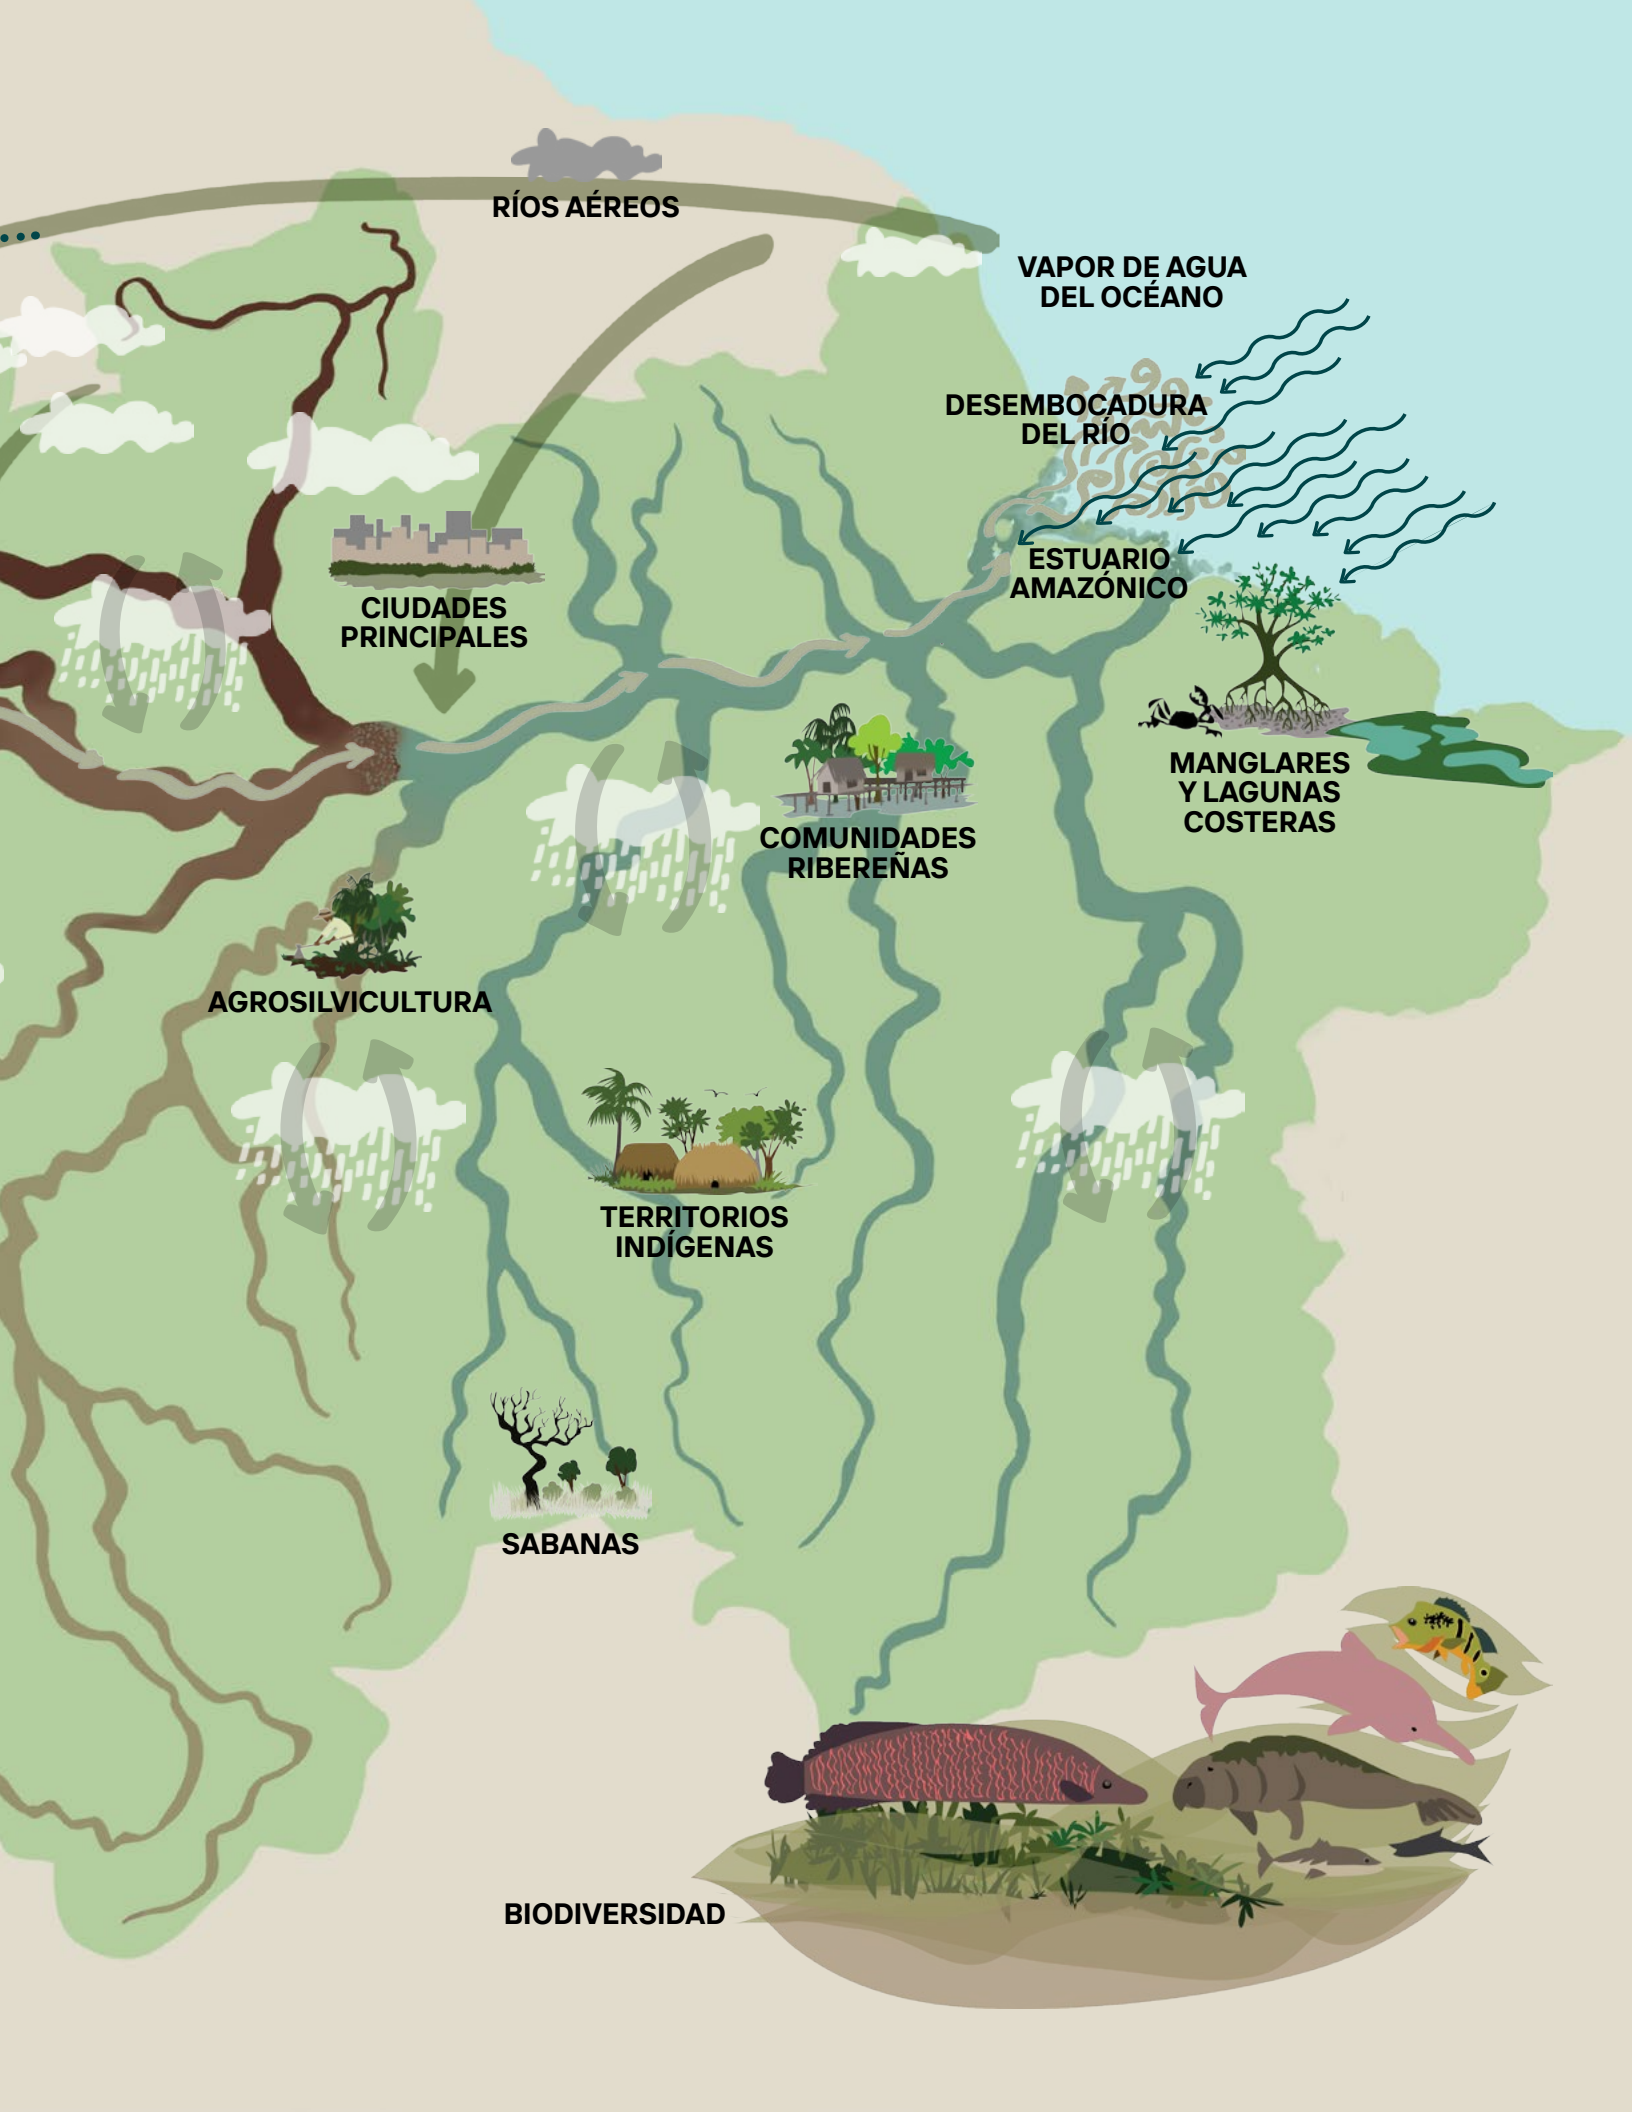 RÍOS AÉREOS
VAPOR DE AGUA
DEL OCÉANO
DESEMBOCADURA
DEL RÍO
ESTUARIO
AMAZÓNICO
CIUDADES
PRINCIPALES
MANGLARES
Y LAGUNAS
COSTERAS
COMUNIDADES
RIBEREÑAS
AGROSILVICULTURA
TERRITORIOS
INDÍGENAS
SABANAS
BIODIVERSIDAD